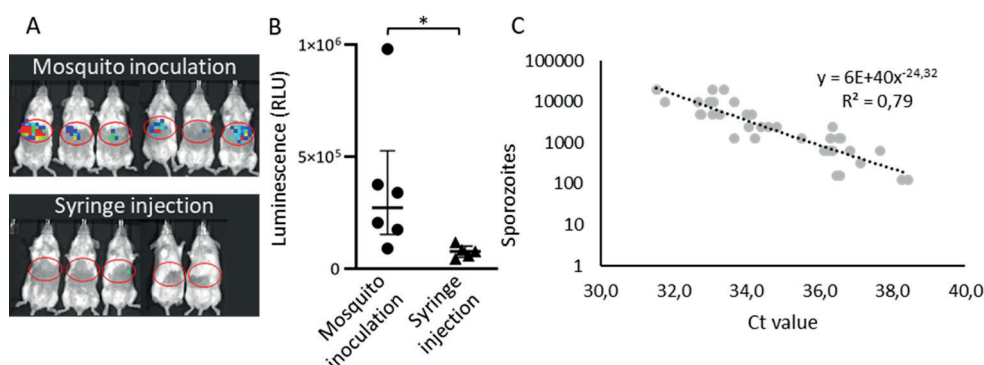 A
Mosquito inoculation
Syringe injection
B
*
Luminescence (RLU)
1×10⁶
5×10⁵
0
Mosquito
inoculation
Syringe
injection
C
y = 6E+40x⁻²⁴,³²
R² = 0,79
Sporozoites
100000
10000
1000
100
10
1
30,0 32,0 34,0 36,0 38,0 40,0
Ct value